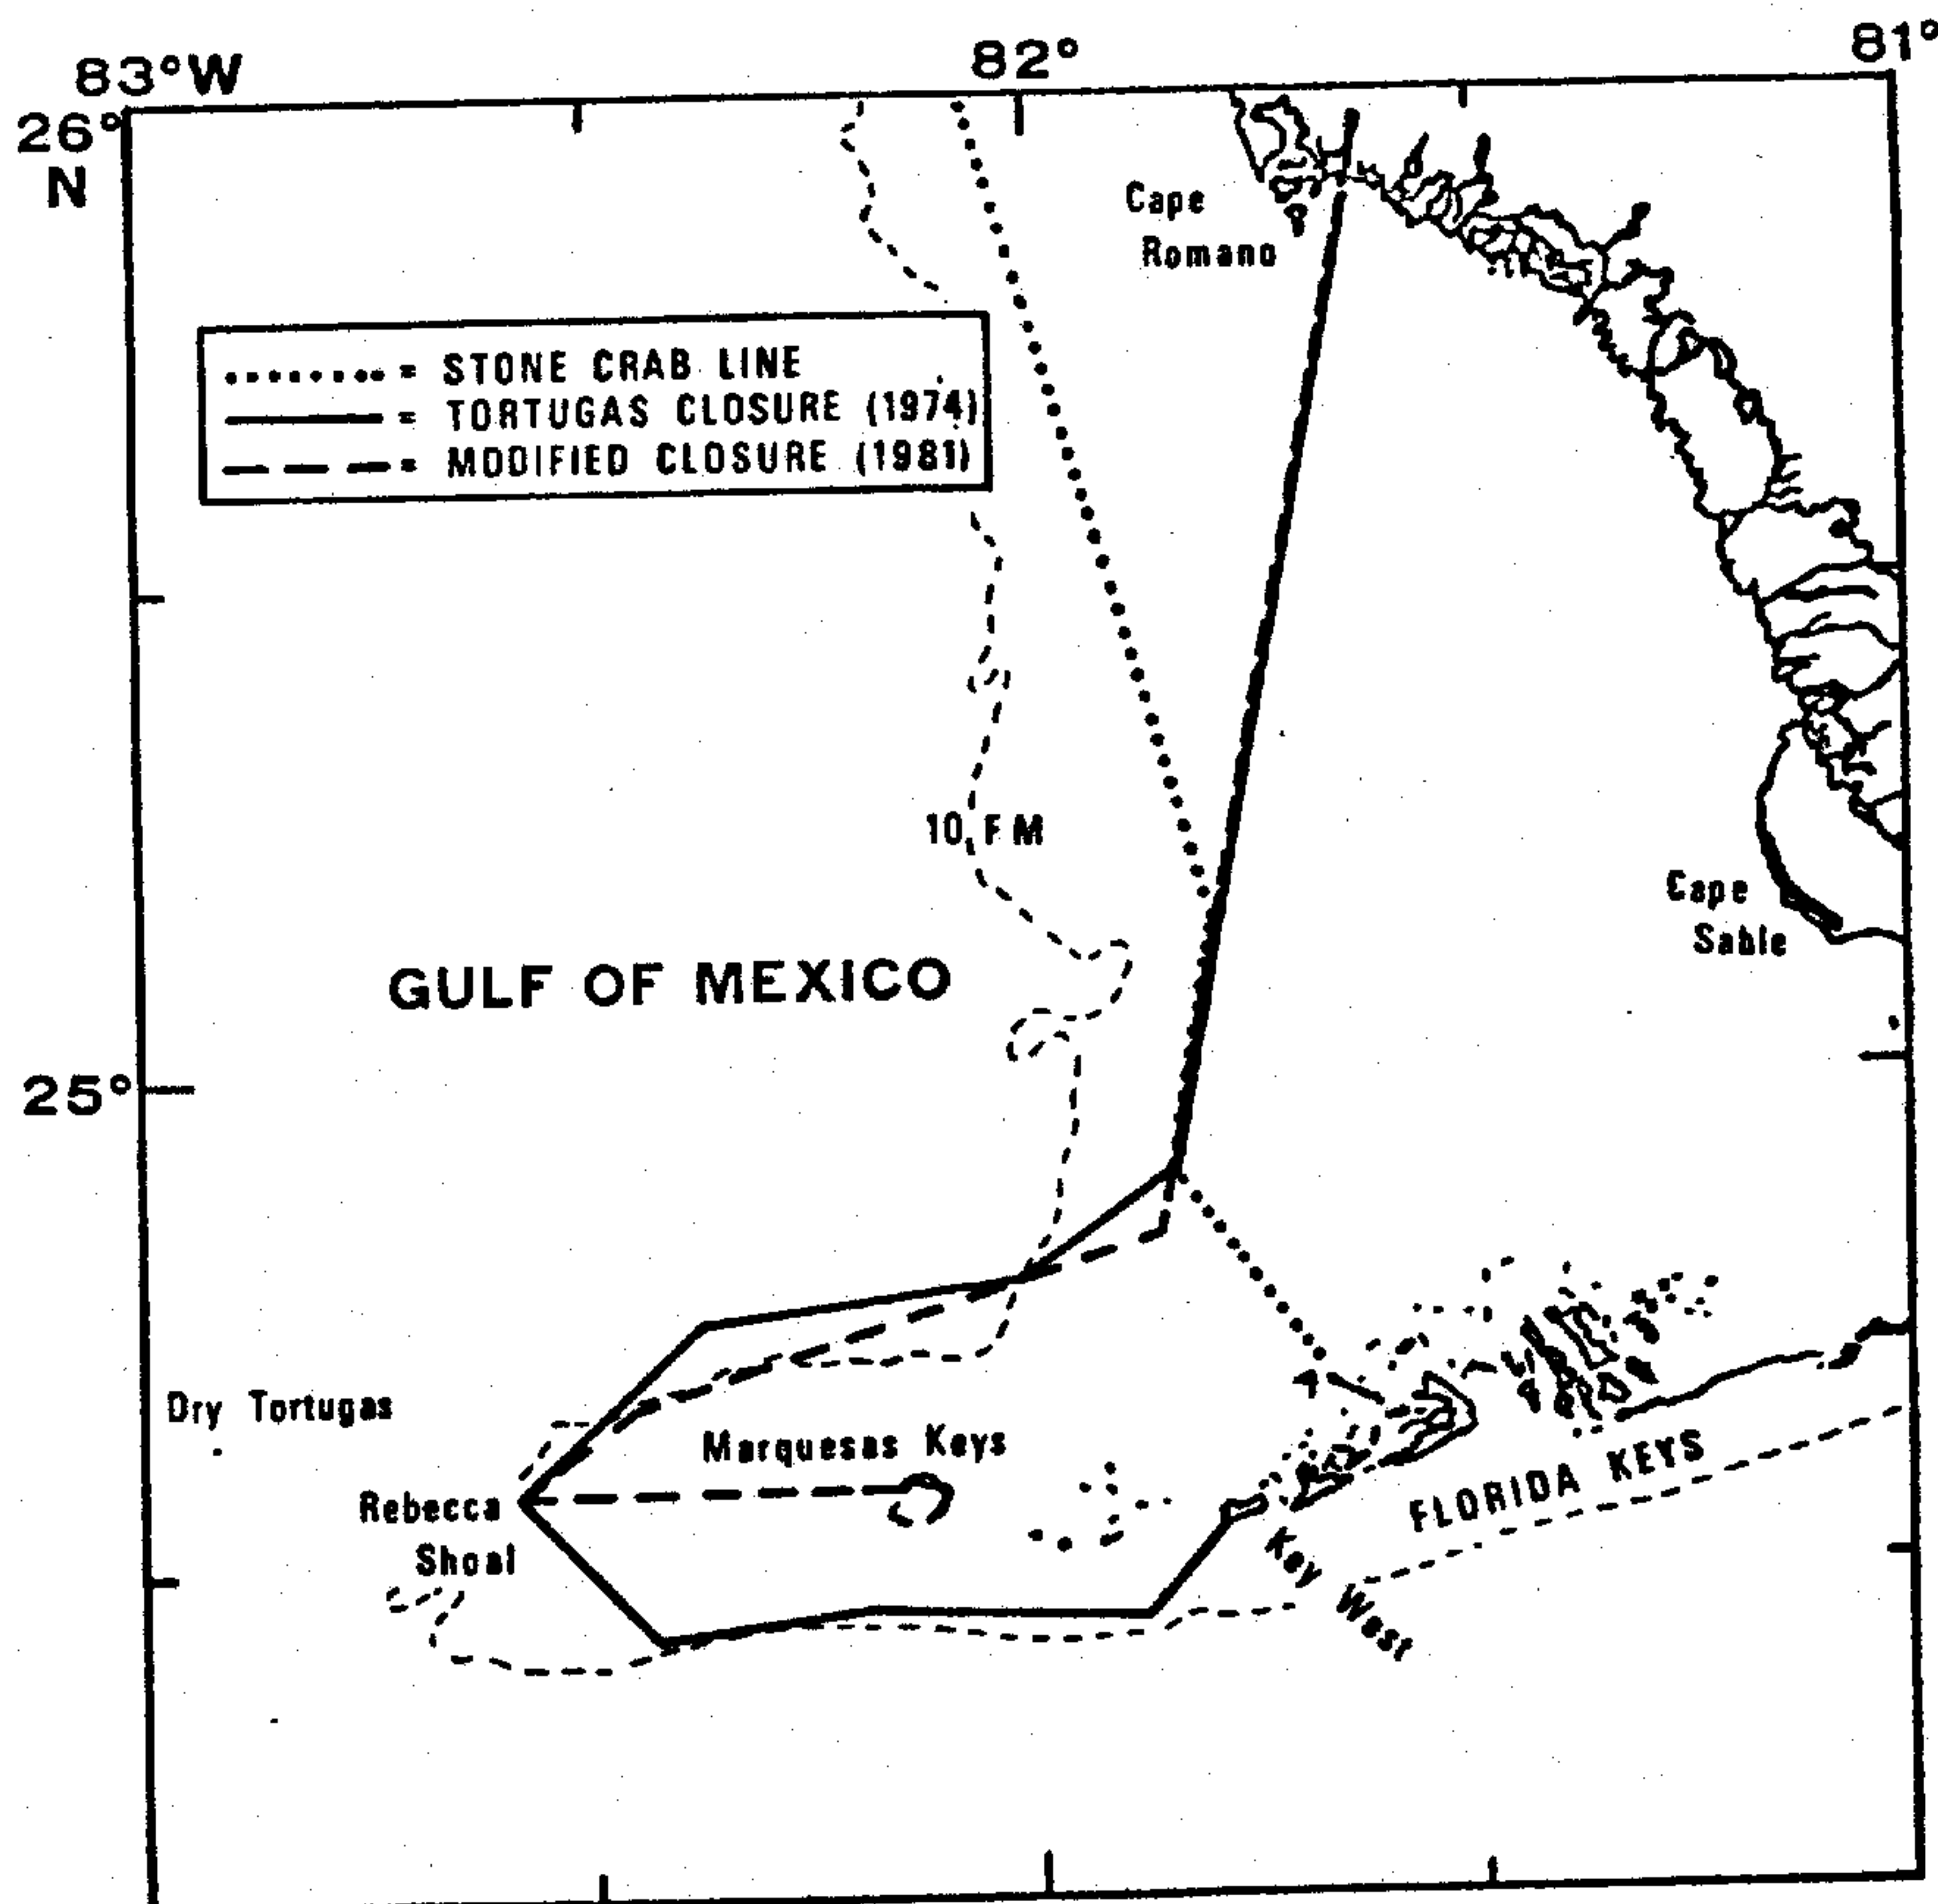 83°W
82°
81°
26°
N
Cape
Romano
........ = STONE CRAB LINE
= TORTUGAS CLOSURE (1974)
= MODIFIED CLOSURE (1981)
10 FM
Cape
Sable
GULF OF MEXICO
25°
Dry Tortugas
Marquesas Keys
Rebecca
Shoal
FLORIDA KEYS
Key West